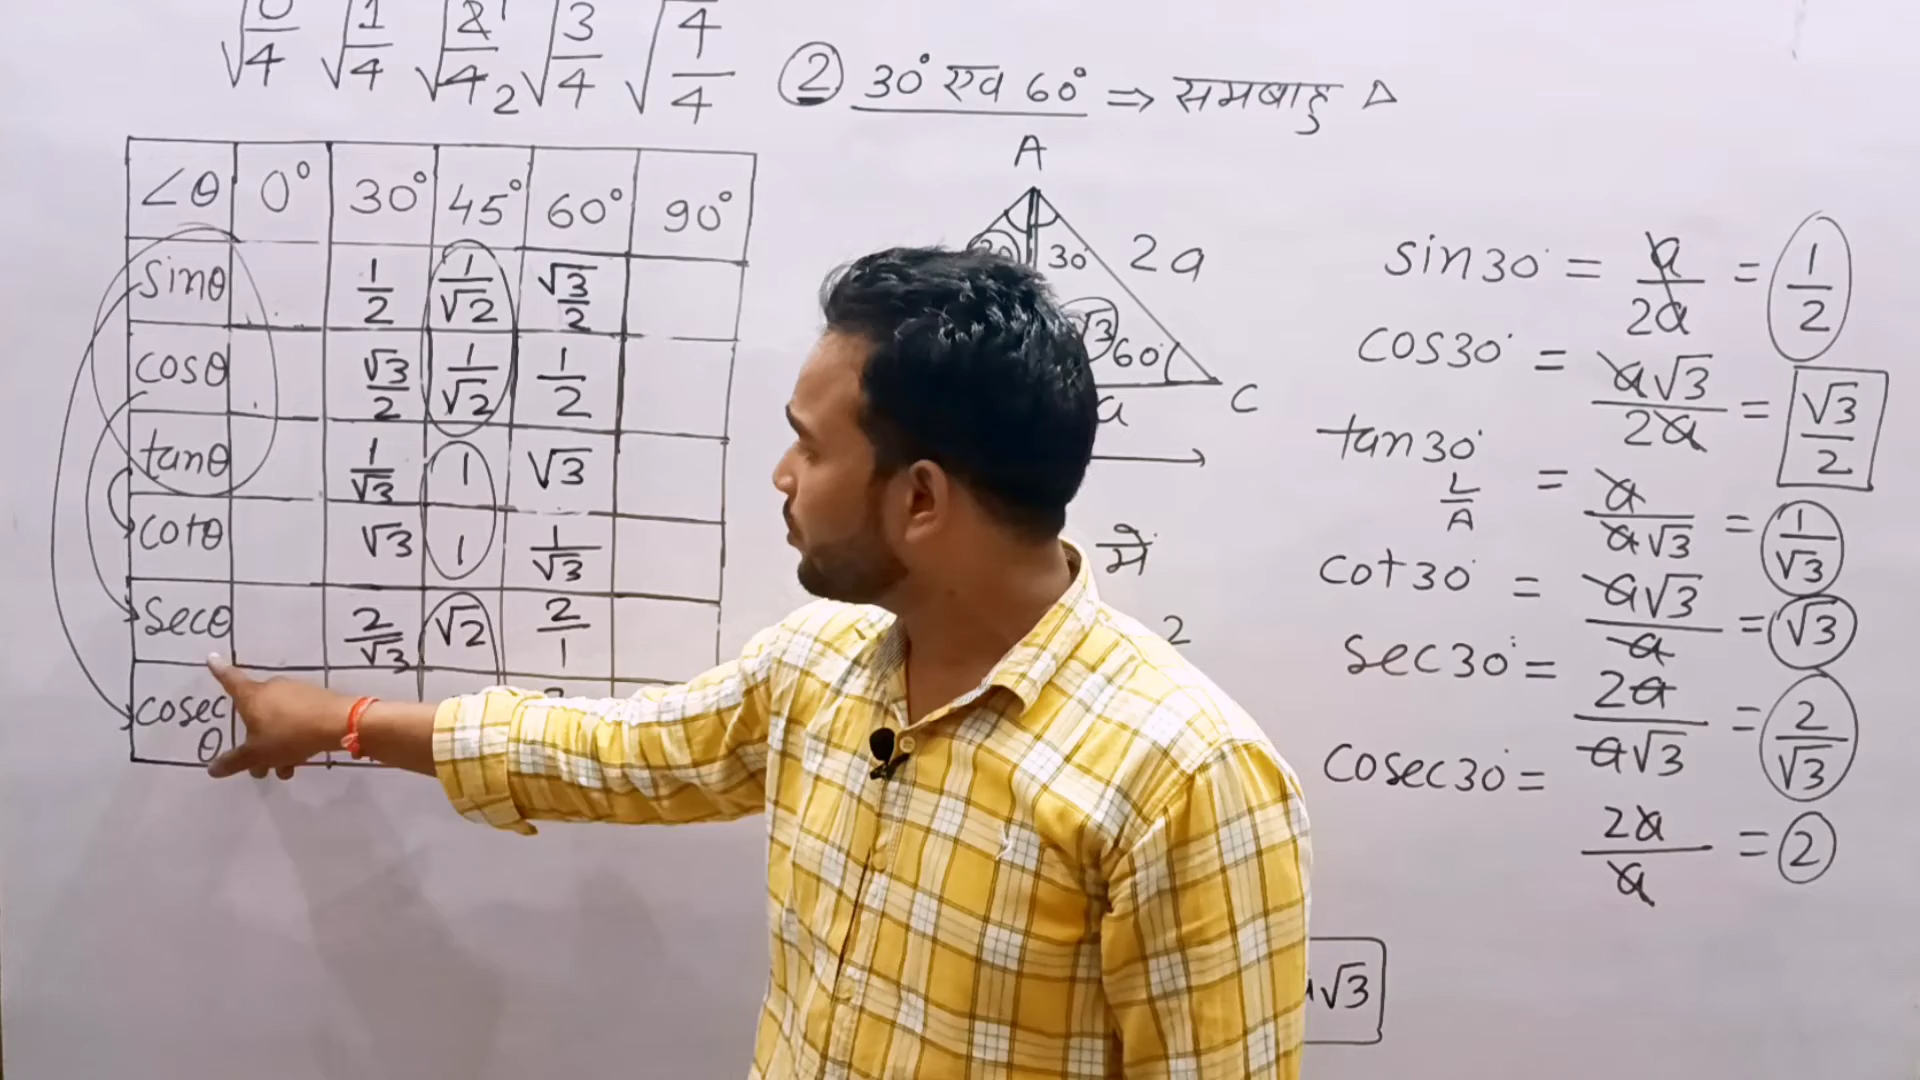 √0/4 √1/4 √2/4 1 2 √3/4 √4/4
② 30° एव 60° ⇒ समबाहु Δ
∠θ 0° 30° 45° 60° 90°
sinθ 1/2 1/√2 √3/2
cosθ √3/2 1/√2 1/2
tanθ 1/√3 1 √3
cotθ √3 1 1/√3
secθ 2/√3 √2 2/1
cosec θ
A
30 2a
60° C
a
में
2
sin30° = a/2a = 1/2
cos30° = a√3/2a = √3/2
tan30° L/A = a/a√3 = 1/√3
cot30° = a√3/a = √3
sec30° = 2a/a√3 = 2/√3
cosec30° = 2a/a = 2
√3